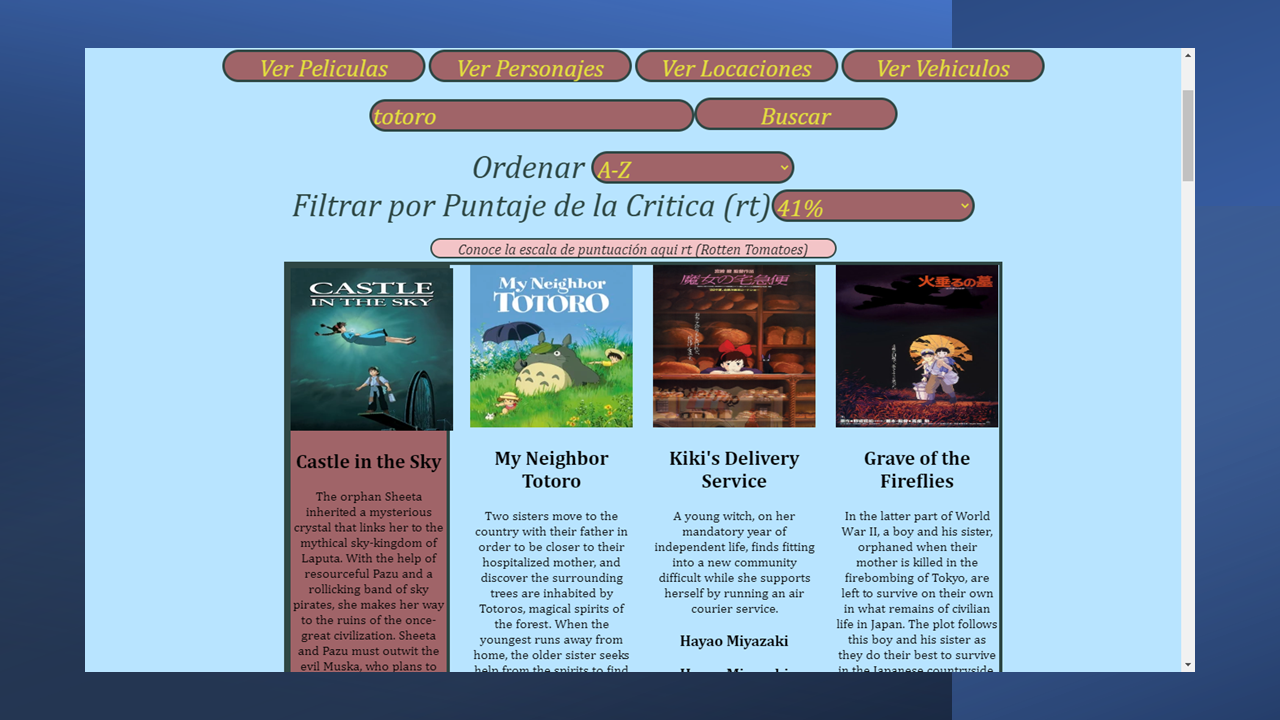 Ver Peliculas Ver Personajes Ver Locaciones Ver Vehiculos
totoro Buscar
Ordenar A-Z
Filtrar por Puntaje de la Critica (rt) 41%
Conoce la escala de puntuación aqui rt (Rotten Tomatoes)
CASTLE
IN THE SKY
My Neighbor
TOTORO
魔女の宅急便
火垂るの墓
Castle in the Sky
The orphan Sheeta
inherited a mysterious
crystal that links her to the
mythical sky-kingdom of
Laputa. With the help of
resourceful Pazu and a
rollicking band of sky
pirates, she makes her way
to the ruins of the once-
great civilization. Sheeta
and Pazu must outwit the
evil Muska, who plans to
My Neighbor
Totoro
Two sisters move to the
country with their father in
order to be closer to their
hospitalized mother, and
discover the surrounding
trees are inhabited by
Totoros, magical spirits of
the forest. When the
youngest runs away from
home, the older sister seeks
help from the spirits to find
Kiki's Delivery
Service
A young witch, on her
mandatory year of
independent life, finds fitting
into a new community
difficult while she supports
herself by running an air
courier service.
Hayao Miyazaki
Hayao Miyazaki
Grave of the
Fireflies
In the latter part of World
War II, a boy and his sister,
orphaned when their
mother is killed in the
firebombing of Tokyo, are
left to survive on their own
in what remains of civilian
life in Japan. The plot follows
this boy and his sister as
they do their best to survive
in the Japanese countryside,